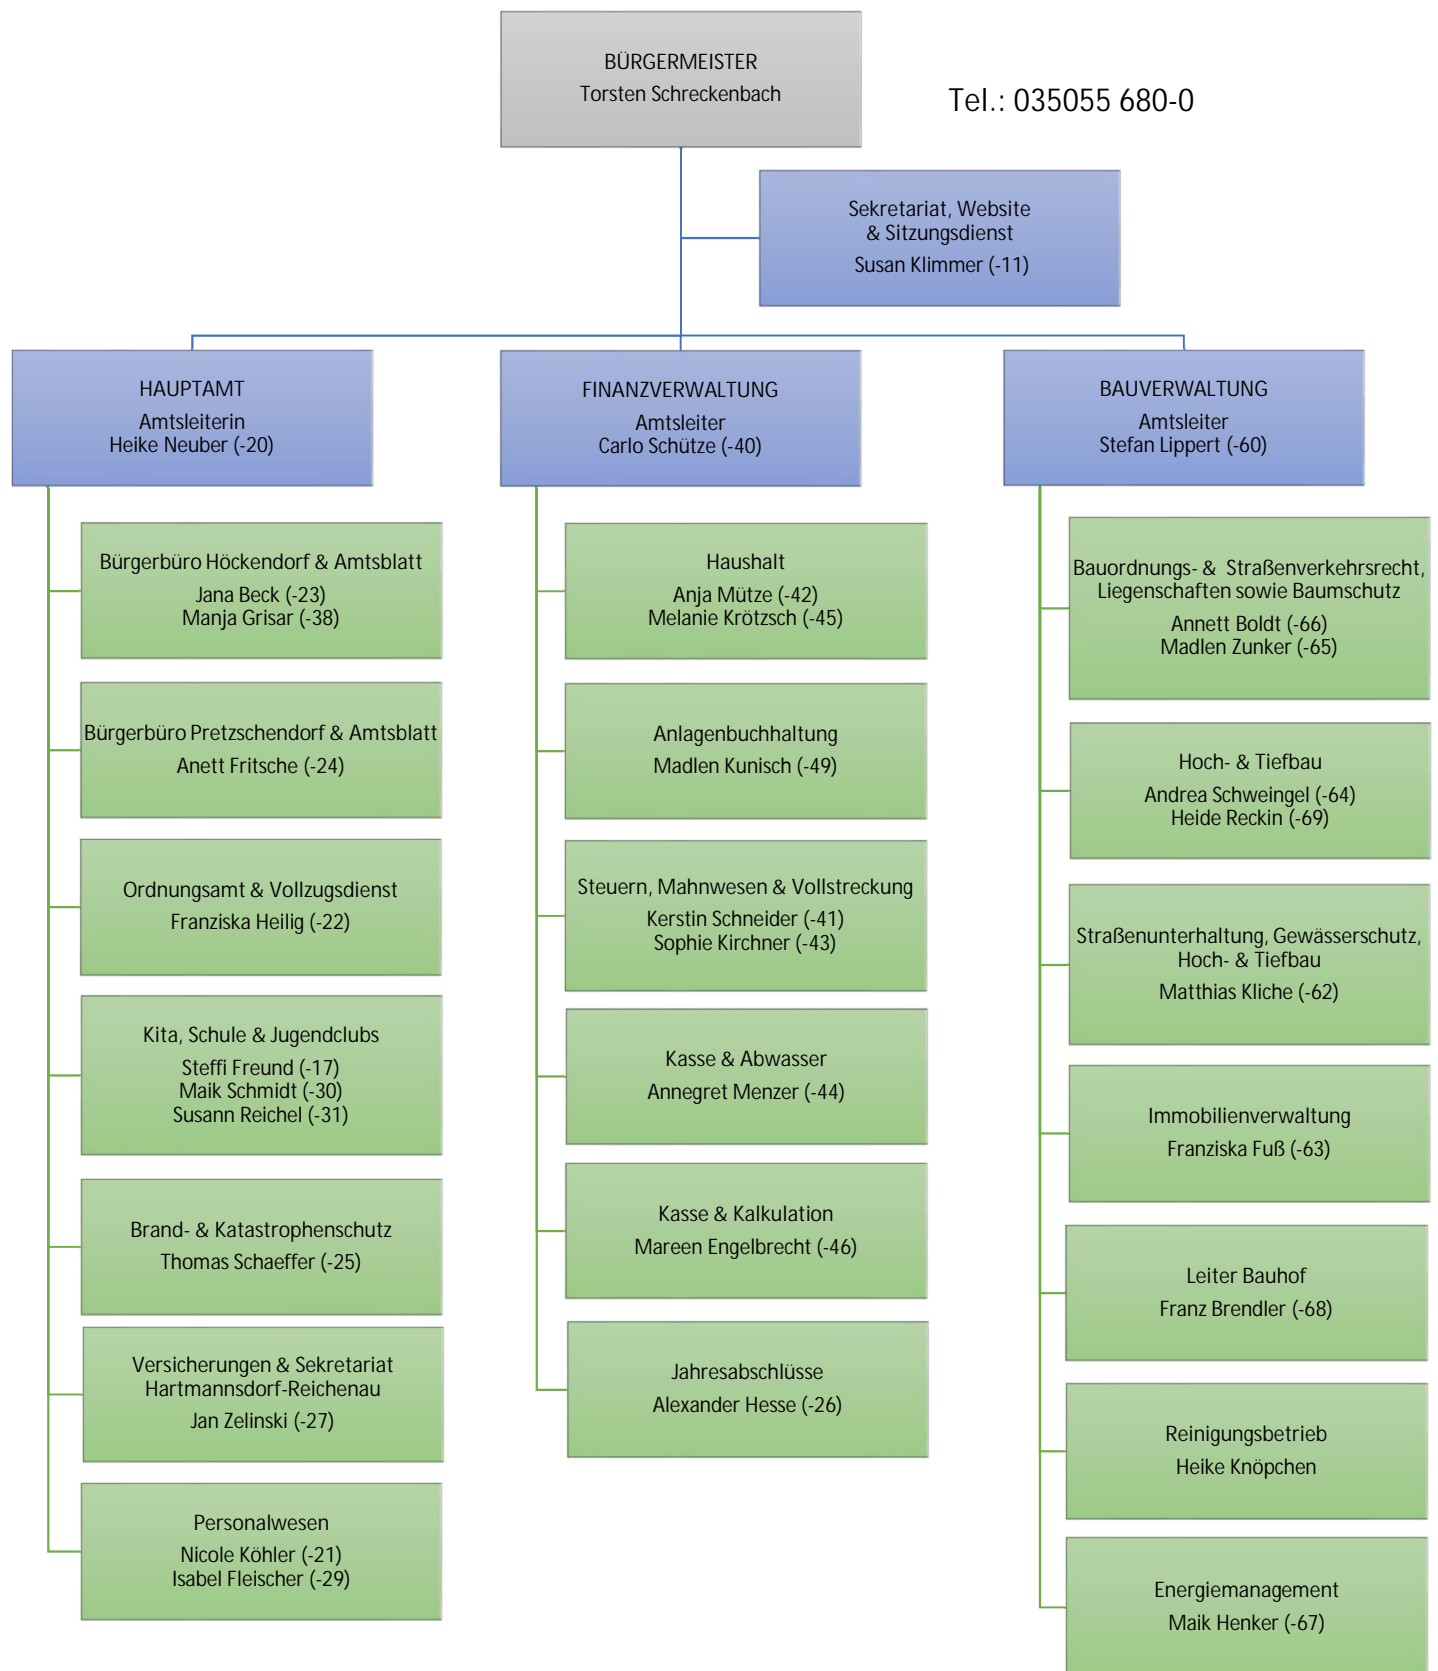 BÜRGERMEISTER
Torsten Schreckenbach
Tel.: 035055 680-0
Sekretariat, Website
& Sitzungsdienst
Susan Klimmer (-11)
HAUPTAMT
Amtsleiterin
Heike Neuber (-20)
Bürgerbüro Höckendorf & Amtsblatt
Jana Beck (-23)
Manja Grisar (-38)
Bürgerbüro Pretzschendorf & Amtsblatt
Anett Fritsche (-24)
Ordnungsamt & Vollzugsdienst
Franziska Heilig (-22)
Kita, Schule & Jugendclubs
Steffi Freund (-17)
Maik Schmidt (-30)
Susann Reichel (-31)
Brand- & Katastrophenschutz
Thomas Schaeffer (-25)
Versicherungen & Sekretariat
Hartmannsdorf-Reichenau
Jan Zelinski (-27)
Personalwesen
Nicole Köhler (-21)
Isabel Fleischer (-29)
FINANZVERWALTUNG
Amtsleiter
Carlo Schütze (-40)
Haushalt
Anja Mütze (-42)
Melanie Krötzsch (-45)
Anlagenbuchhaltung
Madlen Kunisch (-49)
Steuern, Mahnwesen & Vollstreckung
Kerstin Schneider (-41)
Sophie Kirchner (-43)
Kasse & Abwasser
Annegret Menzer (-44)
Kasse & Kalkulation
Mareen Engelbrecht (-46)
Jahresabschlüsse
Alexander Hesse (-26)
BAUVERWALTUNG
Amtsleiter
Stefan Lippert (-60)
Bauordnungs- & Straßenverkehrsrecht,
Liegenschaften sowie Baumschutz
Annett Boldt (-66)
Madlen Zunker (-65)
Hoch- & Tiefbau
Andrea Schweingel (-64)
Heide Reckin (-69)
Straßenunterhaltung, Gewässerschutz,
Hoch- & Tiefbau
Matthias Kliche (-62)
Immobilienverwaltung
Franziska Fuß (-63)
Leiter Bauhof
Franz Brendler (-68)
Reinigungsbetrieb
Heike Knöpchen
Energiemanagement
Maik Henker (-67)